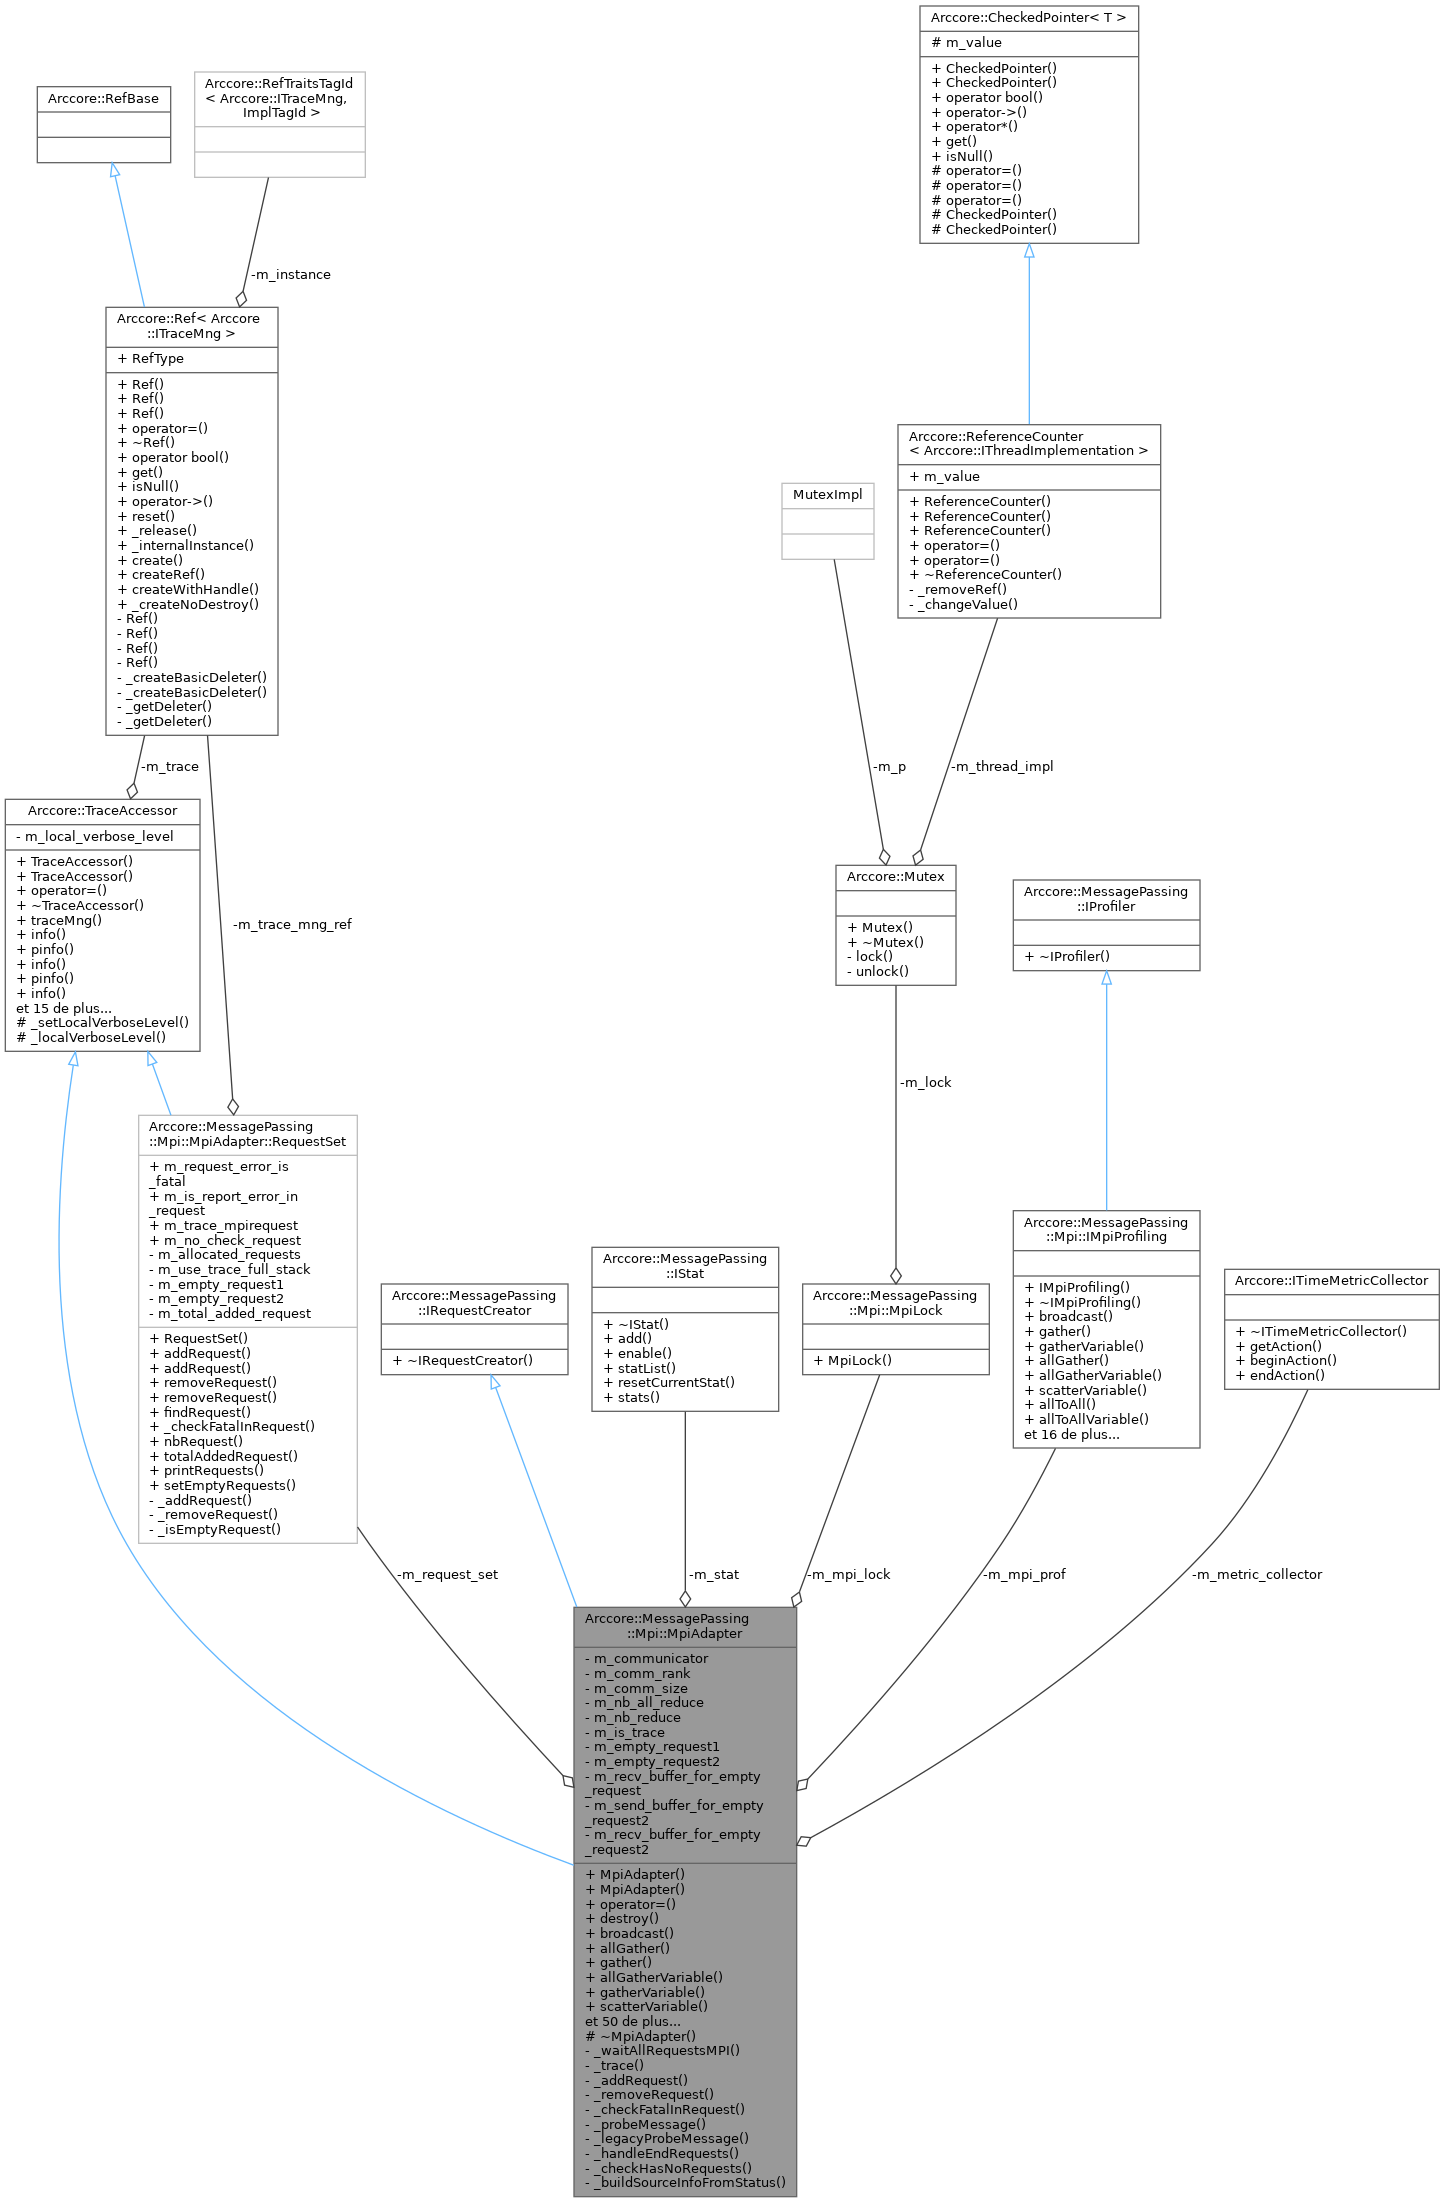 Arccore::CheckedPointer< T >
# m_value
+ CheckedPointer()
+ CheckedPointer()
+ operator bool()
+ operator->()
+ operator*()
+ get()
+ isNull()
# operator=()
# operator=()
# operator=()
# CheckedPointer()
# CheckedPointer()
Arccore::RefBase
Arccore::RefTraitsTagId
< Arccore::ITraceMng,
ImplTagId >
-m_instance
Arccore::Ref< Arccore
::ITraceMng >
+ RefType
+ Ref()
+ Ref()
+ Ref()
+ operator=()
+ ~Ref()
+ operator bool()
+ get()
+ isNull()
+ operator->()
+ reset()
+ _release()
+ _internalInstance()
+ create()
+ createRef()
+ createWithHandle()
+ _createNoDestroy()
- Ref()
- Ref()
- Ref()
- Ref()
- _createBasicDeleter()
- _createBasicDeleter()
- _getDeleter()
- _getDeleter()
Arccore::ReferenceCounter
< Arccore::IThreadImplementation >
+ m_value
+ ReferenceCounter()
+ ReferenceCounter()
+ ReferenceCounter()
+ operator=()
+ operator=()
+ ~ReferenceCounter()
- _removeRef()
- _changeValue()
MutexImpl
-m_trace
-m_p
-m_thread_impl
Arccore::TraceAccessor
- m_local_verbose_level
+ TraceAccessor()
+ TraceAccessor()
+ operator=()
+ ~TraceAccessor()
+ traceMng()
+ info()
+ pinfo()
+ info()
+ pinfo()
+ info()
et 15 de plus...
# _setLocalVerboseLevel()
# _localVerboseLevel()
-m_trace_mng_ref
Arccore::Mutex
+ Mutex()
+ ~Mutex()
- lock()
- unlock()
Arccore::MessagePassing
::IProfiler
+ ~IProfiler()
-m_lock
Arccore::MessagePassing
::Mpi::MpiAdapter::RequestSet
+ m_request_error_is
_fatal
+ m_is_report_error_in
_request
+ m_trace_mpirequest
+ m_no_check_request
- m_allocated_requests
- m_use_trace_full_stack
- m_empty_request1
- m_empty_request2
- m_total_added_request
+ RequestSet()
+ addRequest()
+ addRequest()
+ removeRequest()
+ removeRequest()
+ findRequest()
+ _checkFatalInRequest()
+ nbRequest()
+ totalAddedRequest()
+ printRequests()
+ setEmptyRequests()
- _addRequest()
- _removeRequest()
- _isEmptyRequest()
Arccore::MessagePassing
::IRequestCreator
+ ~IRequestCreator()
Arccore::MessagePassing
::IStat
+ ~IStat()
+ add()
+ enable()
+ statList()
+ resetCurrentStat()
+ stats()
Arccore::MessagePassing
::Mpi::MpiLock
+ MpiLock()
Arccore::MessagePassing
::Mpi::IMpiProfiling
+ IMpiProfiling()
+ ~IMpiProfiling()
+ broadcast()
+ gather()
+ gatherVariable()
+ allGather()
+ allGatherVariable()
+ scatterVariable()
+ allToAll()
+ allToAllVariable()
et 16 de plus...
Arccore::ITimeMetricCollector
+ ~ITimeMetricCollector()
+ getAction()
+ beginAction()
+ endAction()
-m_request_set
-m_stat
-m_mpi_lock
-m_mpi_prof
-m_metric_collector
Arccore::MessagePassing
::Mpi::MpiAdapter
- m_communicator
- m_comm_rank
- m_comm_size
- m_nb_all_reduce
- m_nb_reduce
- m_is_trace
- m_empty_request1
- m_empty_request2
- m_recv_buffer_for_empty
_request
- m_send_buffer_for_empty
_request2
- m_recv_buffer_for_empty
_request2
+ MpiAdapter()
+ MpiAdapter()
+ operator=()
+ destroy()
+ broadcast()
+ allGather()
+ gather()
+ allGatherVariable()
+ gatherVariable()
+ scatterVariable()
et 50 de plus...
# ~MpiAdapter()
- _waitAllRequestsMPI()
- _trace()
- _addRequest()
- _removeRequest()
- _checkFatalInRequest()
- _probeMessage()
- _legacyProbeMessage()
- _handleEndRequests()
- _checkHasNoRequests()
- _buildSourceInfoFromStatus()